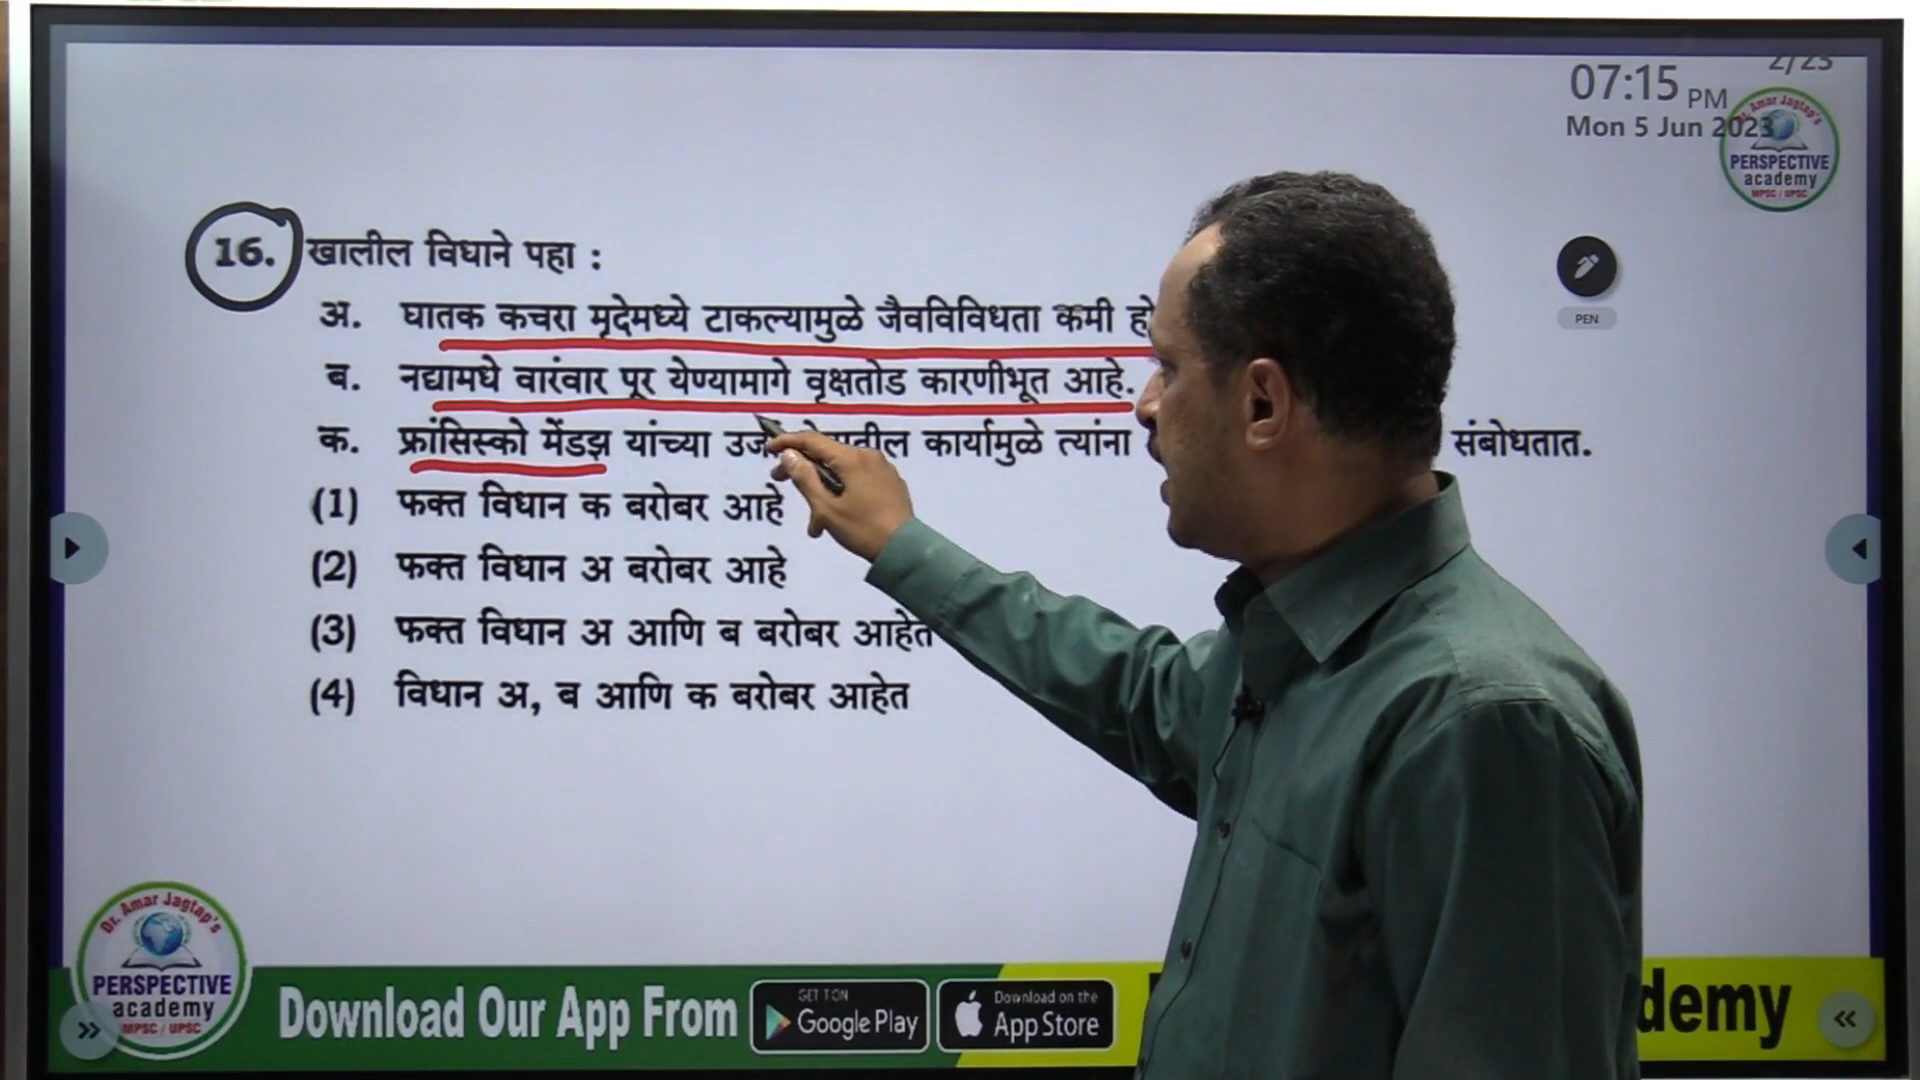 2/23
07:15 PM
Mon 5 Jun 2023
Dr. Amar Jagtap's
PERSPECTIVE
academy
MPSC / UPSC
16. खालील विधाने पहा :
अ. घातक कचरा मृदेमध्ये टाकल्यामुळे जैवविविधता कमी
ब. नद्यामधे वारंवार पूर येण्यामागे वृक्षतोड कारणीभूत आहे.
क. फ्रांसिस्को मेंडझ यांच्या कार्यामुळे त्यांना संबोधतात.
PEN
(1) फक्त विधान क बरोबर आहे
(2) फक्त विधान अ बरोबर आहे
(3) फक्त विधान अ आणि ब बरोबर आहेत
(4) विधान अ, ब आणि क बरोबर आहेत
Dr. Amar Jagtap's
PERSPECTIVE
academy
MPSC / UPSC
Download Our App From
GET IT ON
Google Play
Download on the
App Store